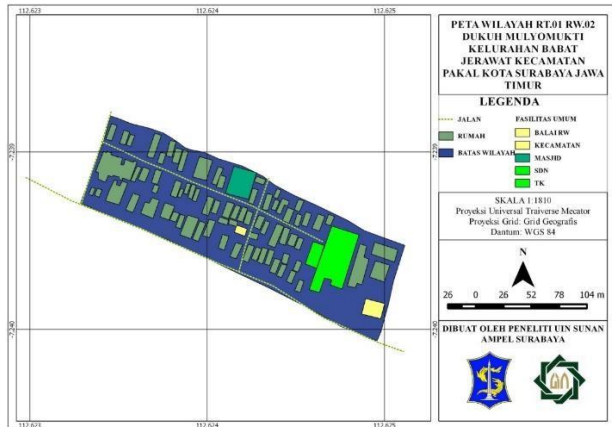 112.623
112.624
112.625
-7.239
-7.240
-7.239
-7.240
112.623
112.624
112.625
PETA WILAYAH RT.01 RW.02
DUKUH MULYOMUKTI
KELURAHAN BABAT
JERAWAT KECAMATAN
PAKAL KOTA SURABAYA JAWA
TIMUR
LEGENDA
JALAN
RUMAH
BATAS WILAYAH
FASILITAS UMUM
BALAI RW
KECAMATAN
MASJID
SDN
TK
SKALA 1:1810
Proyeksi Universal Traiverse Mecator
Proyeksi Grid: Grid Geografis
Dantum: WGS 84
N
26 0 26 52 78 104 m
DIBUAT OLEH PENELITI UIN SUNAN
AMPEL SURABAYA